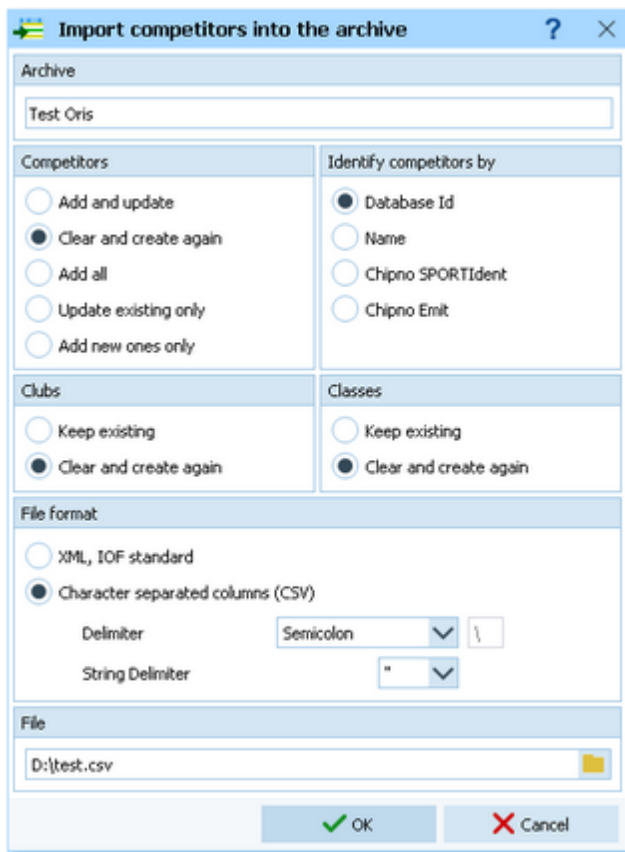 Import competitors into the archive ?
Archive
Test Oris
Competitors
Add and update
Clear and create again
Add all
Update existing only
Add new ones only
Identify competitors by
Database Id
Name
Chipno SPORTIdent
Chipno Emit
Clubs
Keep existing
Clear and create again
Classes
Keep existing
Clear and create again
File format
XML, IOF standard
Character separated columns (CSV)
Delimiter Semicolon \
String Delimiter "
File
D:\test.csv
OK Cancel